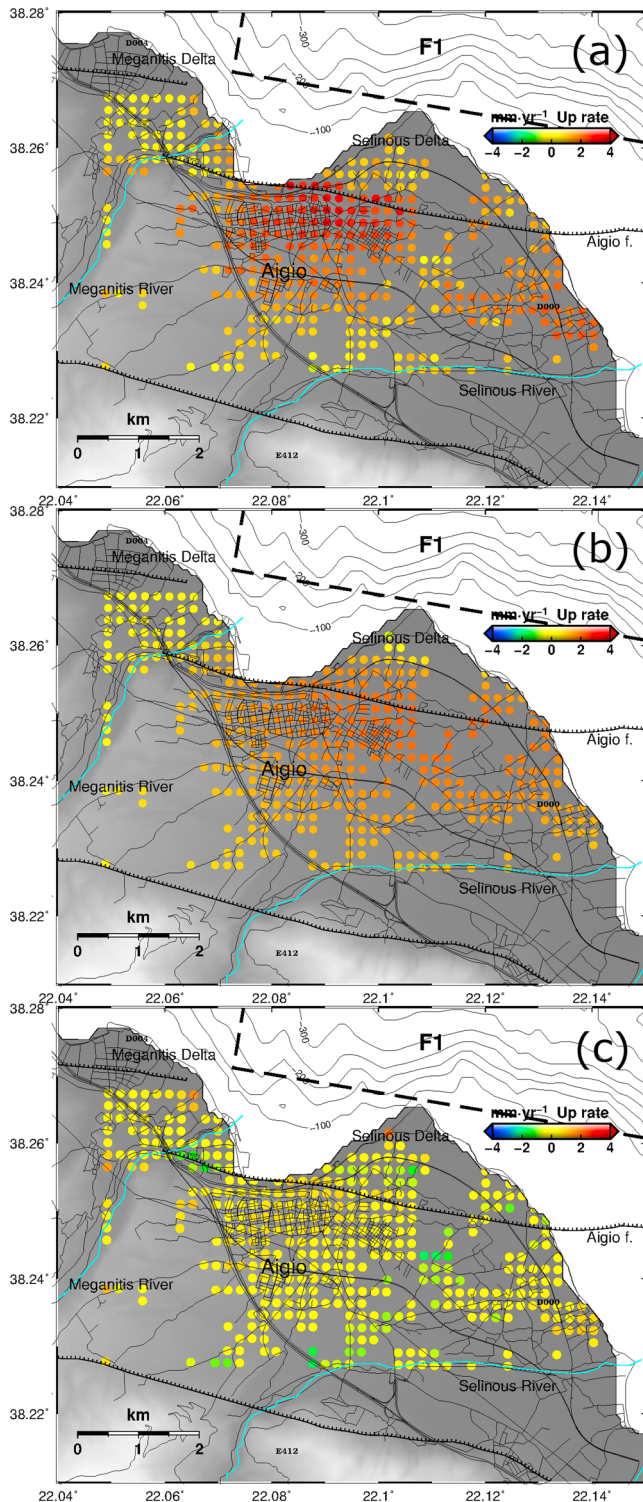 38.28˚
D004
Meganitis Delta
−300
F1
(a)
−200
mm·yr⁻¹ Up rate
−100
−4 −2 0 2 4
Selinous Delta
38.26˚
Aigio f.
Aigio
38.24˚
Meganitis River
D000
Selinous River
38.22˚
km
0 1 2
E412
22.04˚ 22.06˚ 22.08˚ 22.1˚ 22.12˚ 22.14˚
38.28˚
D004
Meganitis Delta
−300
F1
(b)
−200
mm·yr⁻¹ Up rate
−100
−4 −2 0 2 4
Selinous Delta
38.26˚
Aigio f.
Aigio
38.24˚
Meganitis River
D000
Selinous River
38.22˚
km
0 1 2
E412
22.04˚ 22.06˚ 22.08˚ 22.1˚ 22.12˚ 22.14˚
38.28˚
D004
Meganitis Delta
−300
F1
(c)
−200
mm·yr⁻¹ Up rate
−100
−4 −2 0 2 4
Selinous Delta
38.26˚
Aigio f.
Aigio
38.24˚
Meganitis River
D000
Selinous River
38.22˚
km
0 1 2
E412
22.04˚ 22.06˚ 22.08˚ 22.1˚ 22.12˚ 22.14˚